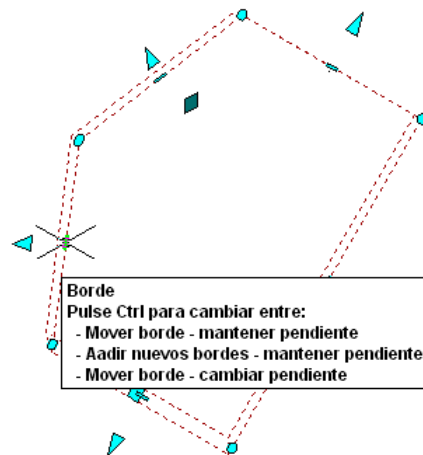 Borde
Pulse Ctrl para cambiar entre:
- Mover borde - mantener pendiente
- Aadir nuevos bordes - mantener pendiente
- Mover borde - cambiar pendiente